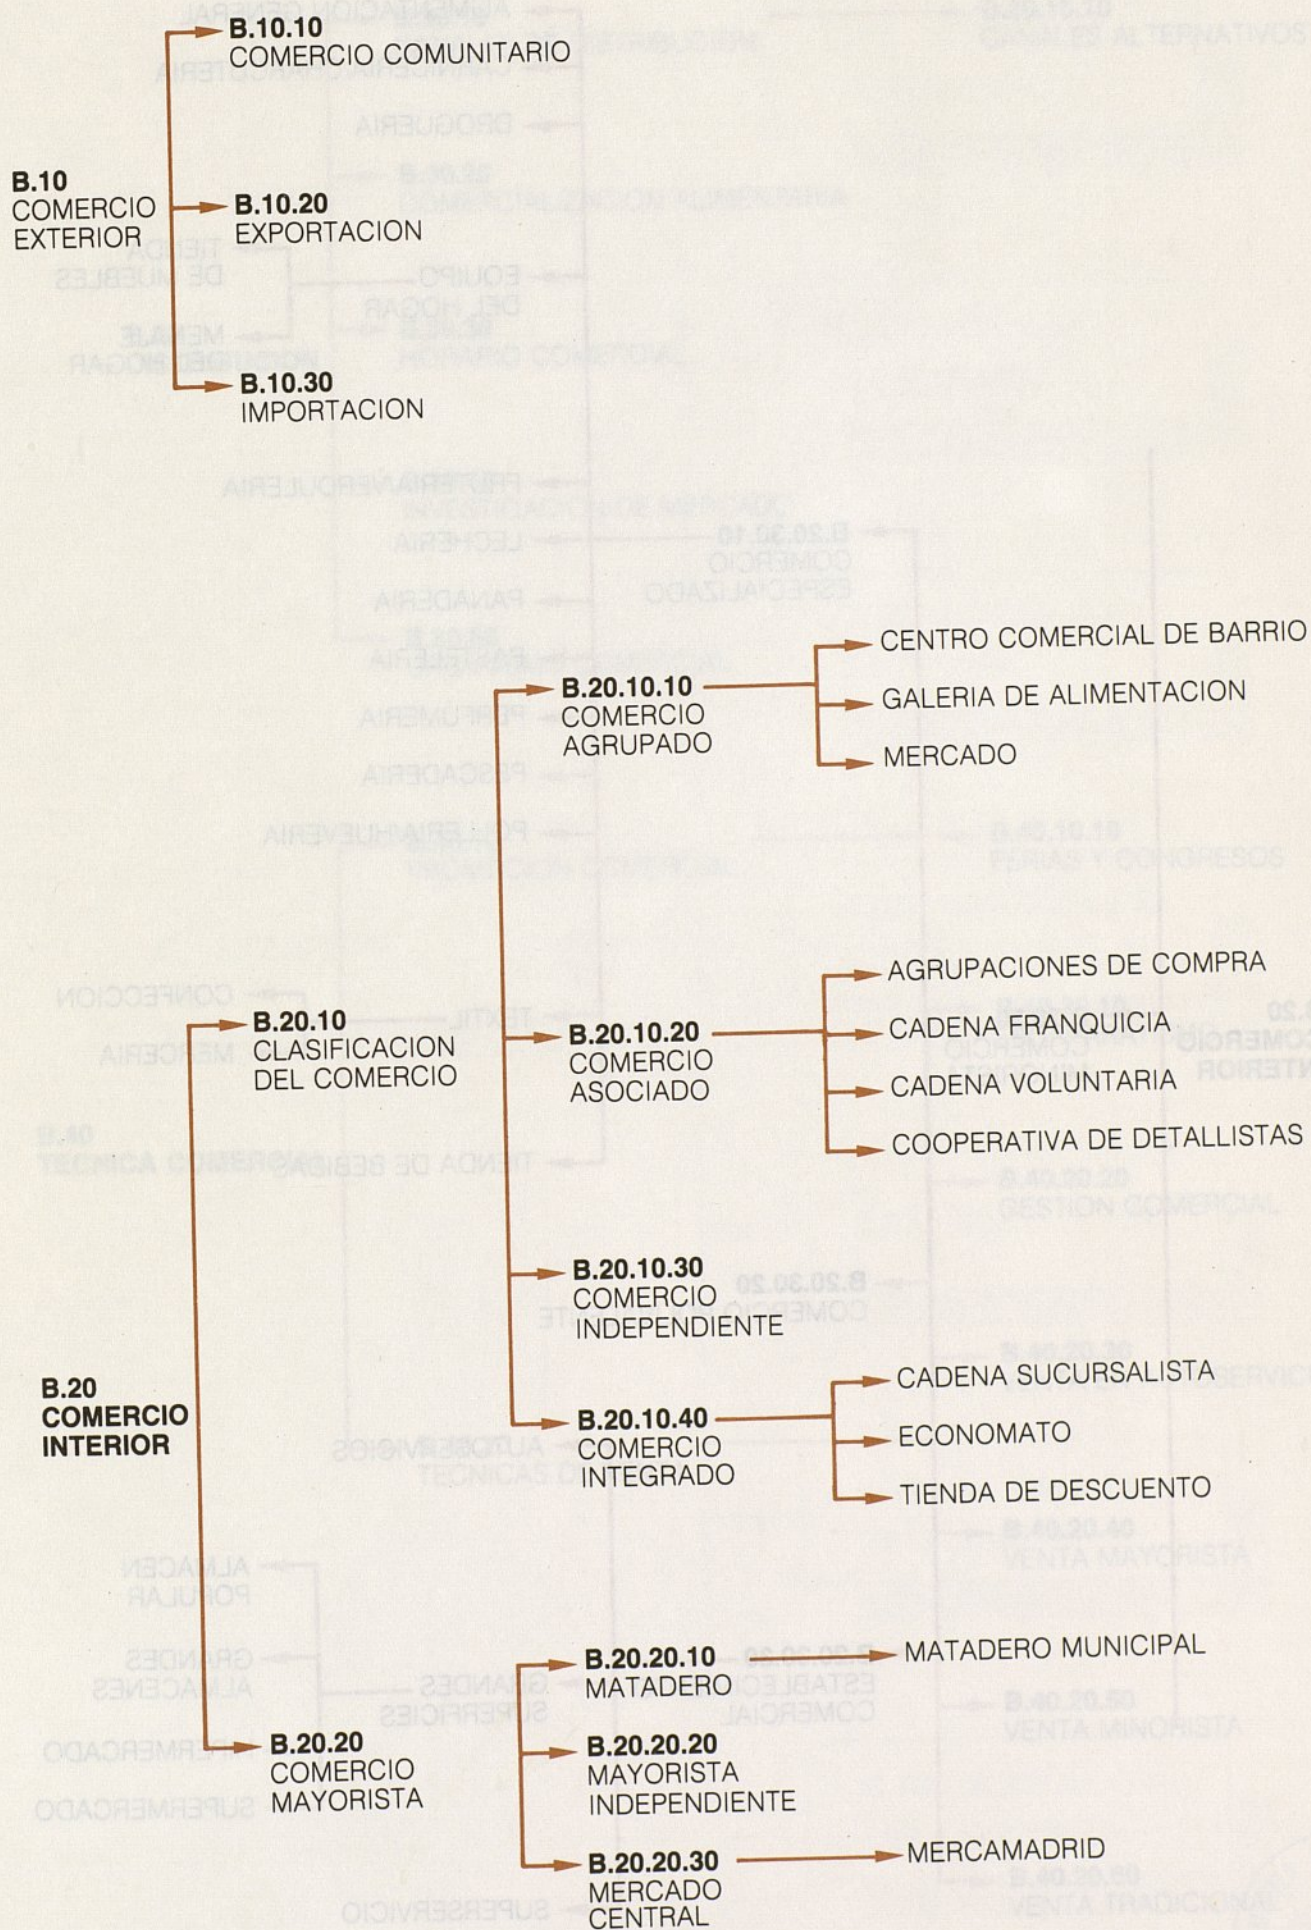 B.10
COMERCIO
EXTERIOR
B.10.10
COMERCIO COMUNITARIO
B.10.20
EXPORTACION
B.10.30
IMPORTACION
B.20
COMERCIO
INTERIOR
B.20.10
CLASIFICACION
DEL COMERCIO
B.20.10.10
COMERCIO
AGRUPADO
CENTRO COMERCIAL DE BARRIO
GALERIA DE ALIMENTACION
MERCADO
B.20.10.20
COMERCIO
ASOCIADO
AGRUPACIONES DE COMPRA
CADENA FRANQUICIA
CADENA VOLUNTARIA
COOPERATIVA DE DETALLISTAS
B.20.10.30
COMERCIO
INDEPENDIENTE
B.20.10.40
COMERCIO
INTEGRADO
CADENA SUCURSALISTA
ECONOMATO
TIENDA DE DESCUENTO
B.20.20
COMERCIO
MAYORISTA
B.20.20.10
MATADERO
MATADERO MUNICIPAL
B.20.20.20
MAYORISTA
INDEPENDIENTE
B.20.20.30
MERCADO
CENTRAL
MERCAMADRID